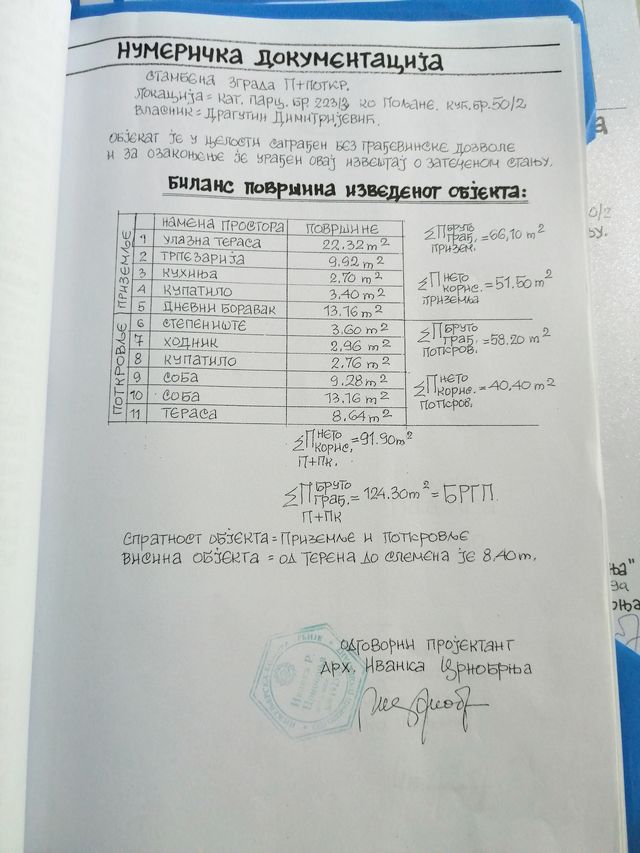 НУМЕРИЧКА ДОКУМЕНТАЦИЈА
СТАМБЕНА ЗГРАДА П+ПОТКР.
ЛОКАЦИЈА = КАТ. ПАРЦ. БР. 223/3 КО ПОЉАНЕ. КУЋ. БР. 50/2
ВЛАСНИК = ДРАГУТИН ДИМИТРИЈЕВИЋ.
ОБЈЕКАТ ЈЕ У ЦЕЛОСТИ САГРАЂЕН БЕЗ ГРАЂЕВИНСКЕ ДОЗВОЛЕ
И ЗА ОЗАКОЊЕЊЕ ЈЕ УРАЂЕН ОВАЈ ИЗВЕШТАЈ О ЗАТЕЧЕНОМ СТАЊУ.
БИЛАНС ПОВРШИНА ИЗВЕДЕНОГ ОБЈЕКТА:
НАМЕНА ПРОСТОРА ПОВРШИНЕ
ПРИЗЕМЉЕ
1 УЛАЗНА ТЕРАСА 22.32 m²
2 ТРПЕЗАРИЈА 9.92 m²
3 КУХИЊА 2.70 m²
4 КУПАТИЛО 3.40 m²
5 ДНЕВНИ БОРАВАК 13.16 m²
ПОТКРОВЉЕ
6 СТЕПЕНИШТЕ 3.60 m²
7 ХОДНИК 2.96 m²
8 КУПАТИЛО 2.76 m²
9 СОБА 9.28 m²
10 СОБА 13.16 m²
11 ТЕРАСА 8.64 m²
ΣП БРУТО ГРАЂ. ПРИЗЕМ. = 66,10 m²
ΣП НЕТО КОРИС. ПРИЗЕМЉА = 51.50 m²
ΣП БРУТО ГРАЂ. ПОТКРОВ. = 58.20 m²
ΣП НЕТО КОРИС. ПОТКРОВ. = 40,40 m²
ΣП НЕТО КОРИС. П+ПК. = 91.90 m²
ΣП БРУТО ГРАЂ. П+ПК = 124.30 m² = БРГП.
СПРАТНОСТ ОБЈЕКТА = ПРИЗЕМЉЕ И ПОТКРОВЉЕ
ВИСИНА ОБЈЕКТА = ОД ТЕРЕНА ДО СЛЕМЕНА ЈЕ 8,40 m.
ОДГОВОРНИ ПРОЈЕКТАНТ
АРХ. ИВАНКА ЦРНОБРЊА